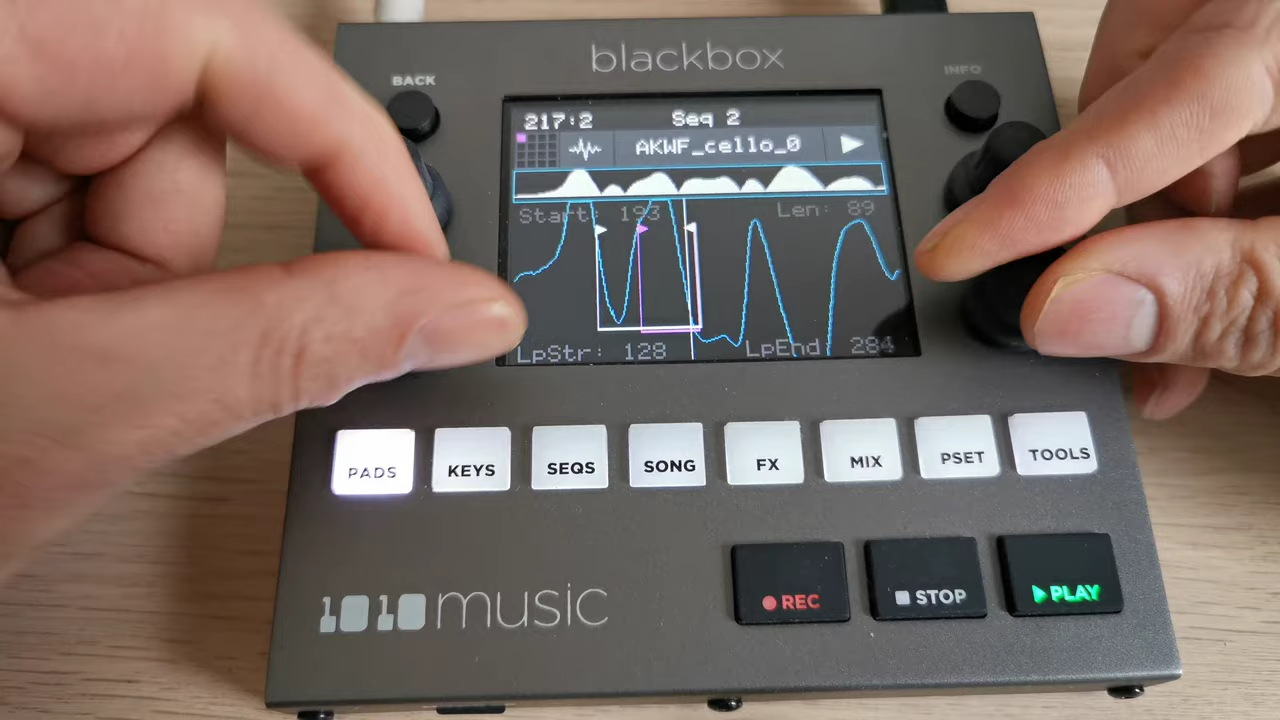 blackbox
BACK
INFO
217:2 Seq 2
AKWF_cello_0
Start: 193 Len: 89
LpStr: 128 LpEnd 284
PADS KEYS SEQS SONG FX MIX PSET TOOLS
REC STOP PLAY
1010music